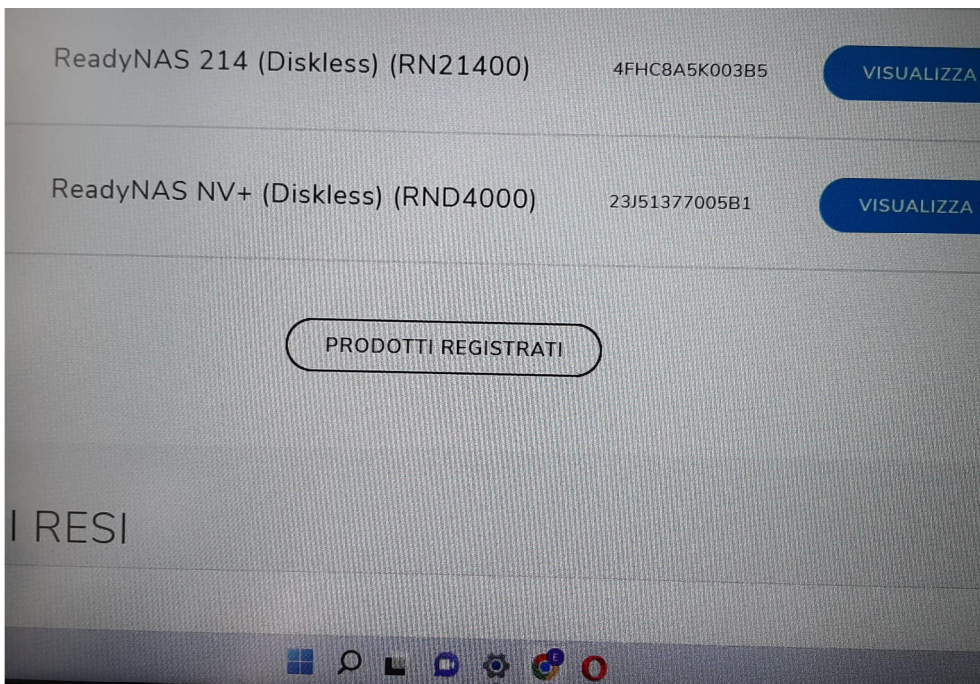 ReadyNAS 214 (Diskless) (RN21400) 4FHC8A5K003B5 VISUALIZZA
ReadyNAS NV+ (Diskless) (RND4000) 23J51377005B1 VISUALIZZA
PRODOTTI REGISTRATI
I RESI
E